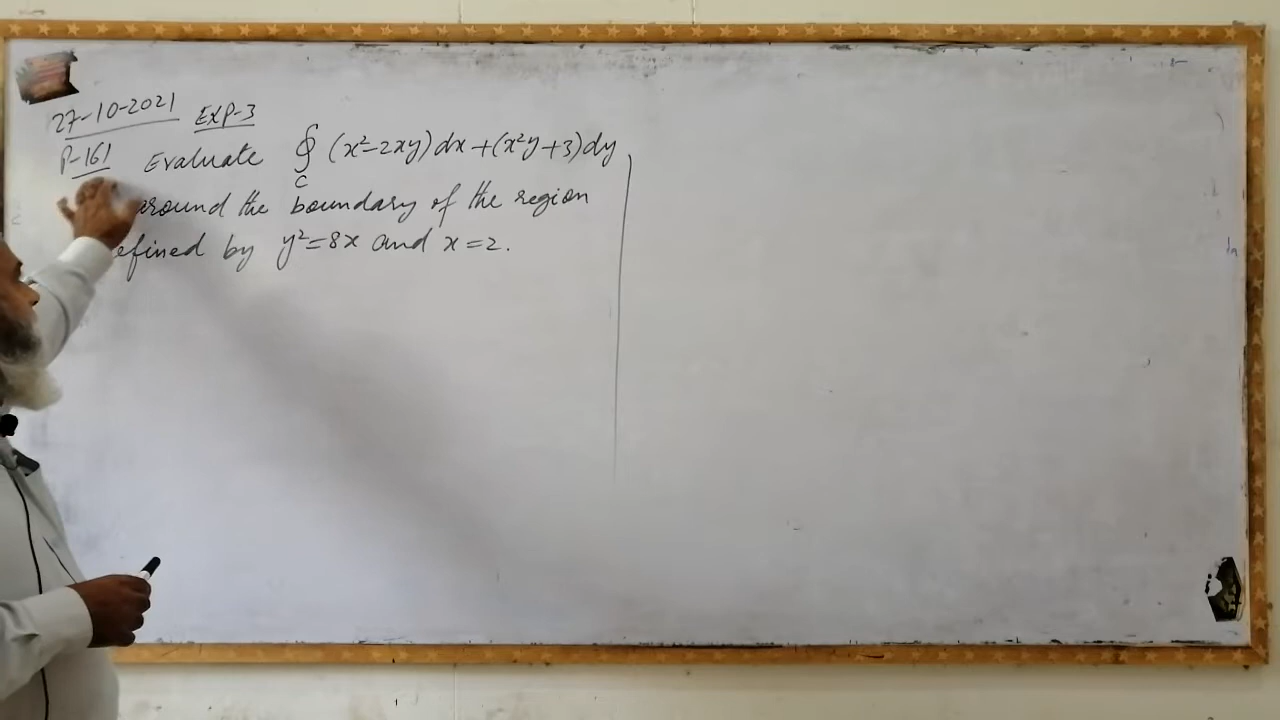 27-10-2021 EXP-3
P-161 Evaluate ∮_C (x²-2xy)dx+(x²y+3)dy
around the boundary of the region
efined by y²=8x and x=2.